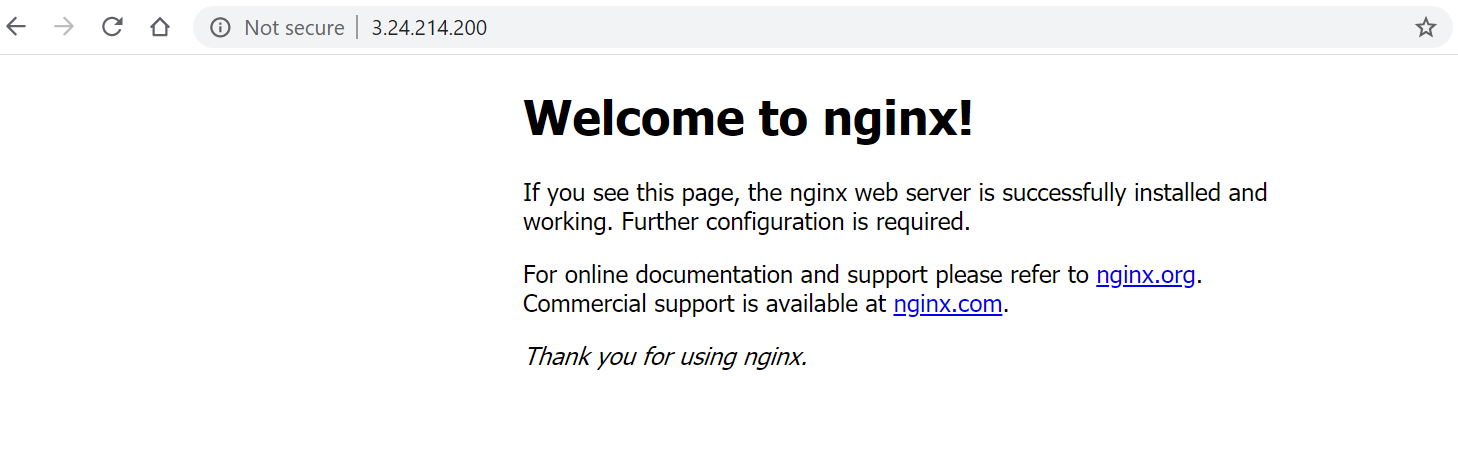 Not secure | 3.24.214.200
Welcome to nginx!
If you see this page, the nginx web server is successfully installed and
working. Further configuration is required.
For online documentation and support please refer to nginx.org.
Commercial support is available at nginx.com.
Thank you for using nginx.